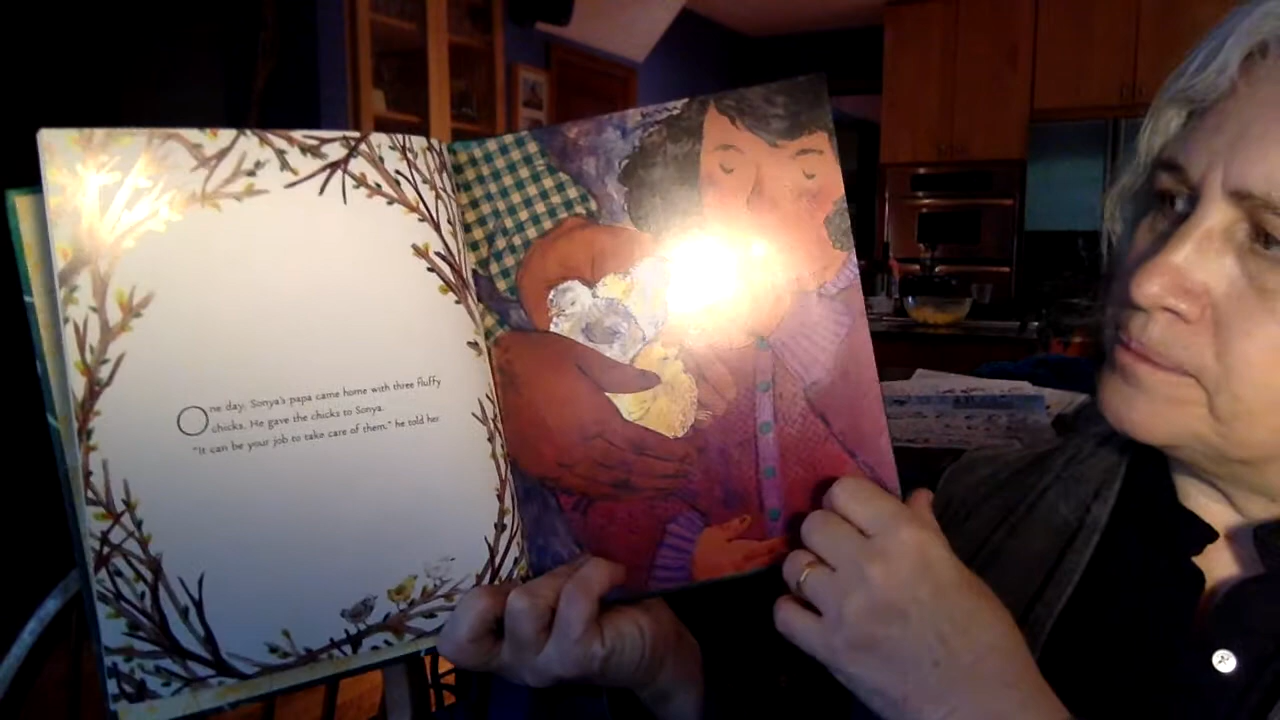 One day, Sonya's papa came home with three fluffy
chicks. He gave the chicks to Sonya.
"It can be your job to take care of them," he told her.